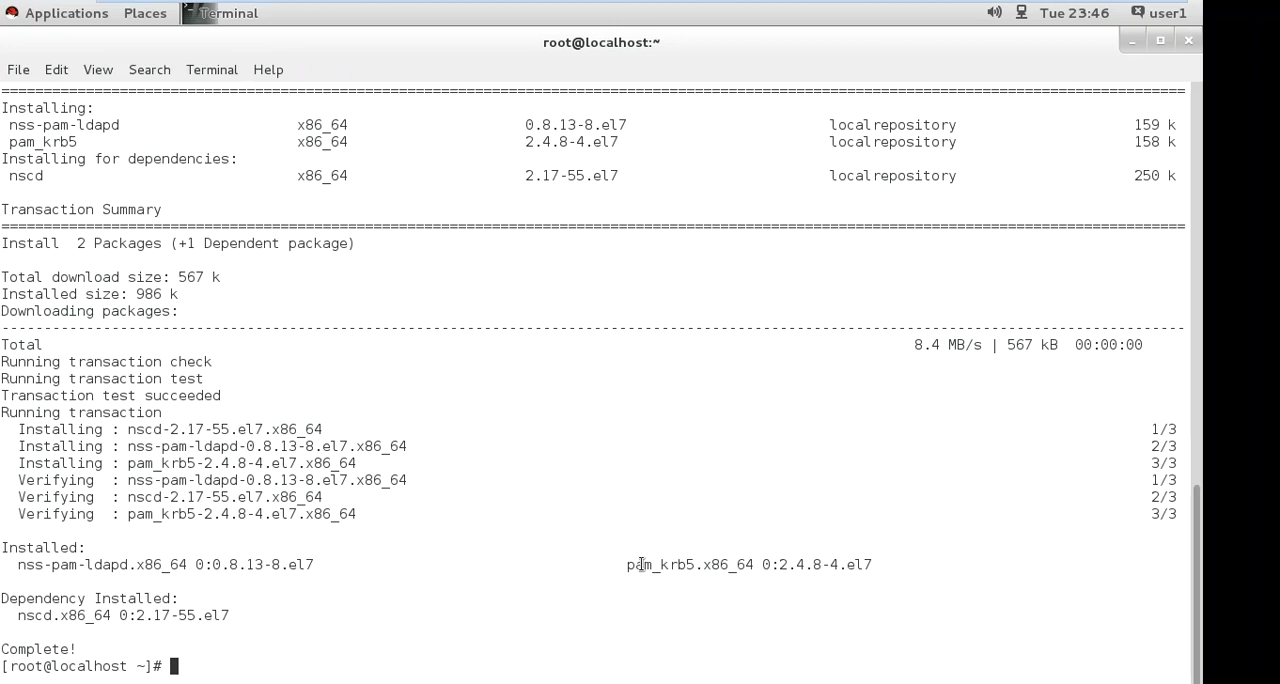 Applications Places Terminal Tue 23:46 user1
root@localhost:~
File Edit View Search Terminal Help
================================================================================================================================================
Installing:
nss-pam-ldapd x86_64 0.8.13-8.el7 localrepository 159 k
pam_krb5 x86_64 2.4.8-4.el7 localrepository 158 k
Installing for dependencies:
nscd x86_64 2.17-55.el7 localrepository 250 k
Transaction Summary
================================================================================================================================================
Install 2 Packages (+1 Dependent package)
Total download size: 567 k
Installed size: 986 k
Downloading packages:
------------------------------------------------------------------------------------------------------------------------------------------------
Total 8.4 MB/s | 567 kB 00:00:00
Running transaction check
Running transaction test
Transaction test succeeded
Running transaction
Installing : nscd-2.17-55.el7.x86_64 1/3
Installing : nss-pam-ldapd-0.8.13-8.el7.x86_64 2/3
Installing : pam_krb5-2.4.8-4.el7.x86_64 3/3
Verifying : nss-pam-ldapd-0.8.13-8.el7.x86_64 1/3
Verifying : nscd-2.17-55.el7.x86_64 2/3
Verifying : pam_krb5-2.4.8-4.el7.x86_64 3/3
Installed:
nss-pam-ldapd.x86_64 0:0.8.13-8.el7 pam_krb5.x86_64 0:2.4.8-4.el7
Dependency Installed:
nscd.x86_64 0:2.17-55.el7
Complete!
[root@localhost ~]#